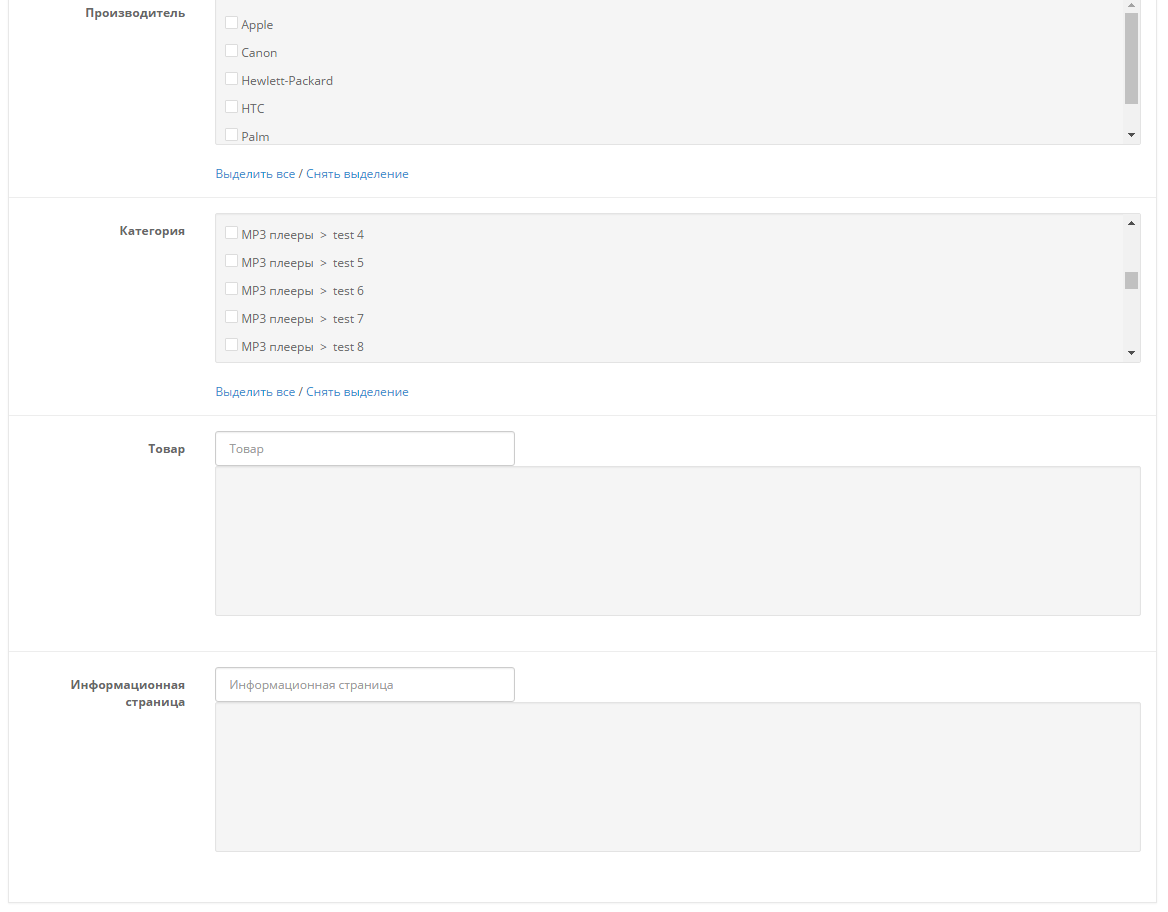 Производитель
Apple
Canon
Hewlett-Packard
HTC
Palm
Выделить все / Снять выделение
Категория
MP3 плееры > test 4
MP3 плееры > test 5
MP3 плееры > test 6
MP3 плееры > test 7
MP3 плееры > test 8
Выделить все / Снять выделение
Товар
Товар
Информационная
страница
Информационная страница